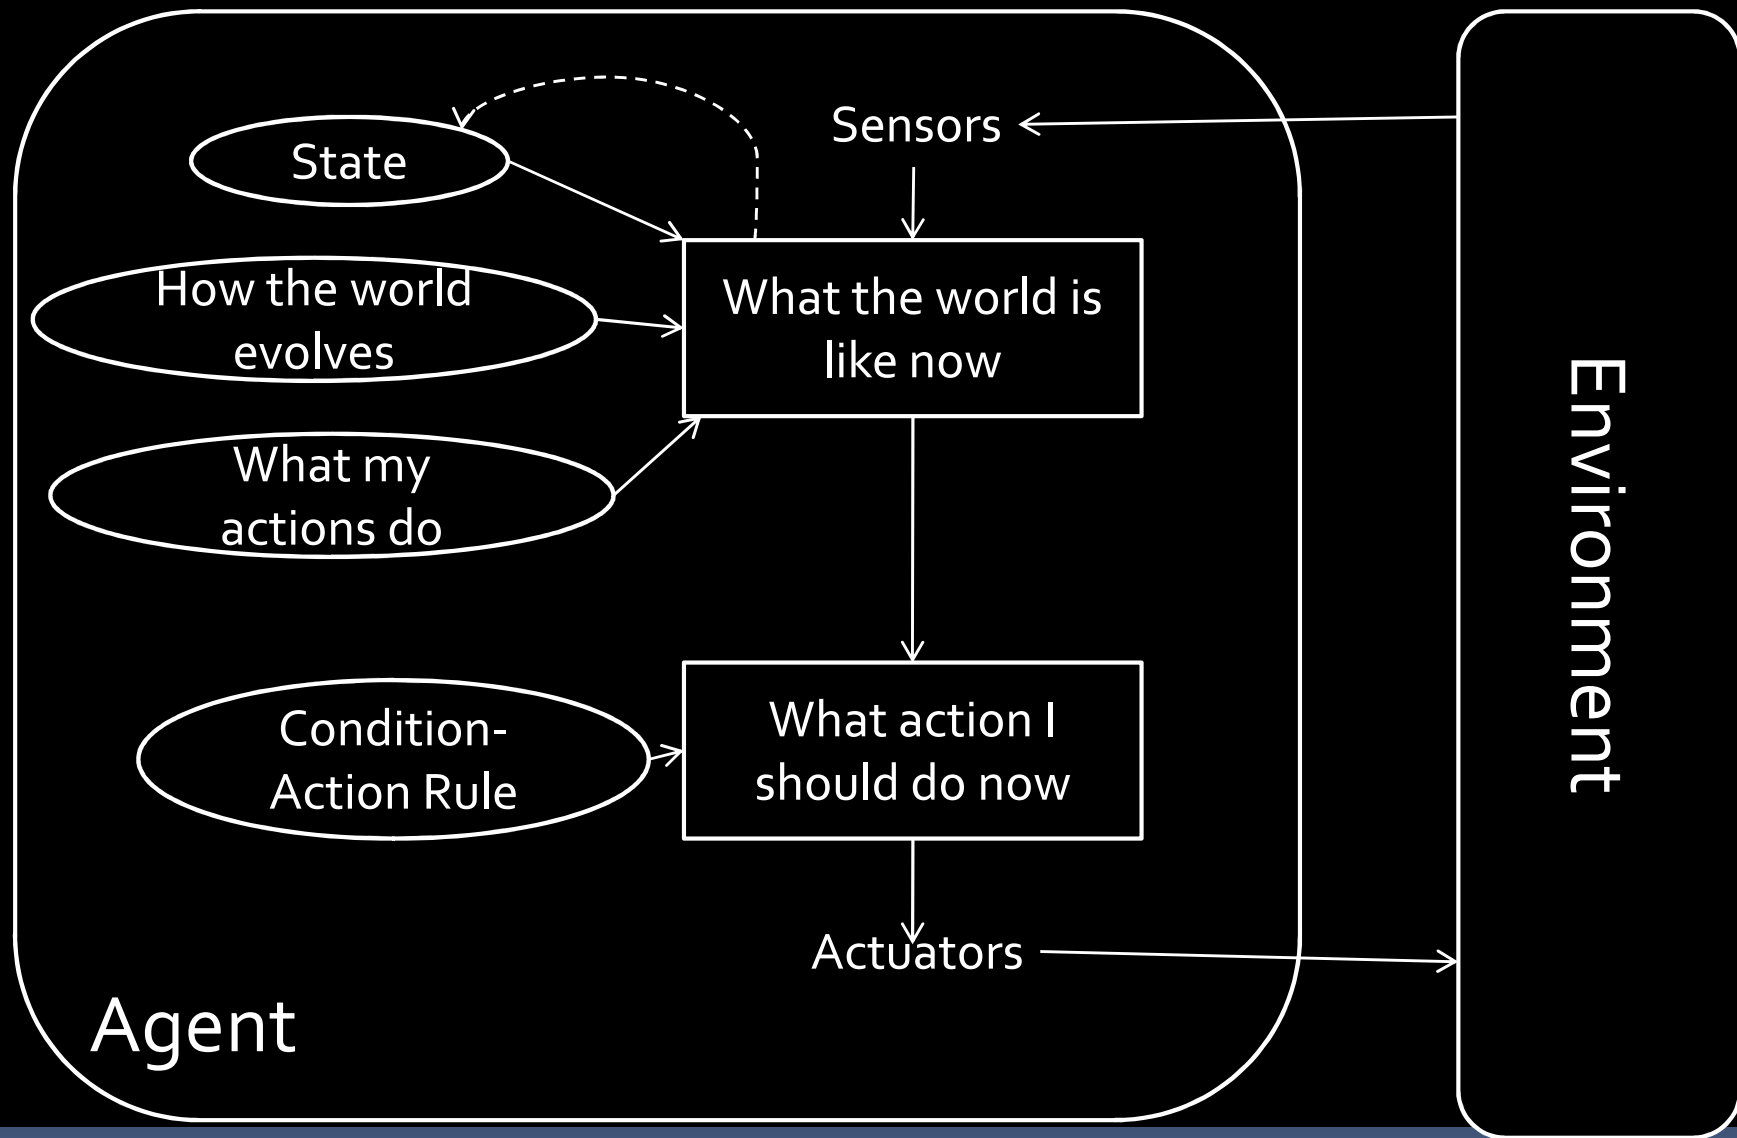 Sensors
State
How the world
evolves
What the world is
like now
What my
actions do
Condition-
Action Rule
What action I
should do now
Actuators
Agent
Environment